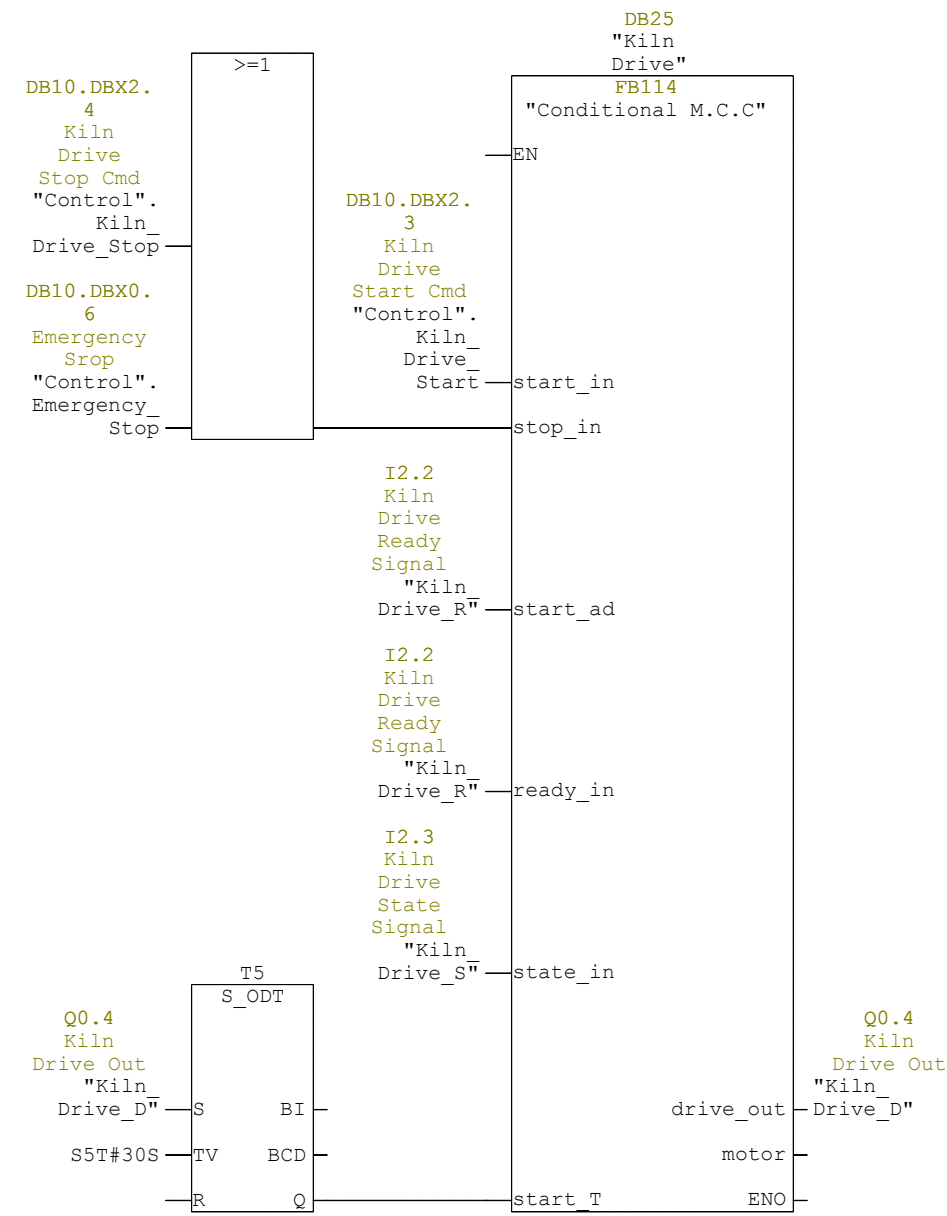 DB25
"Kiln
Drive"
>=1
DB10.DBX2.
4
Kiln
Drive
Stop Cmd
"Control".
Kiln_
Drive_Stop
DB10.DBX0.
6
Emergency
Srop
"Control".
Emergency_
Stop
FB114
"Conditional M.C.C"
EN
DB10.DBX2.
3
Kiln
Drive
Start Cmd
"Control".
Kiln_
Drive_
Start
start_in
stop_in
I2.2
Kiln
Drive
Ready
Signal
"Kiln_
Drive_R"
start_ad
I2.2
Kiln
Drive
Ready
Signal
"Kiln_
Drive_R"
ready_in
I2.3
Kiln
Drive
State
Signal
"Kiln_
Drive_S"
state_in
T5
S_ODT
Q0.4
Kiln
Drive Out
"Kiln_
Drive_D"
S BI
S5T#30S TV BCD
R Q
start_T
drive_out
motor
ENO
Q0.4
Kiln
Drive Out
"Kiln_
Drive_D"